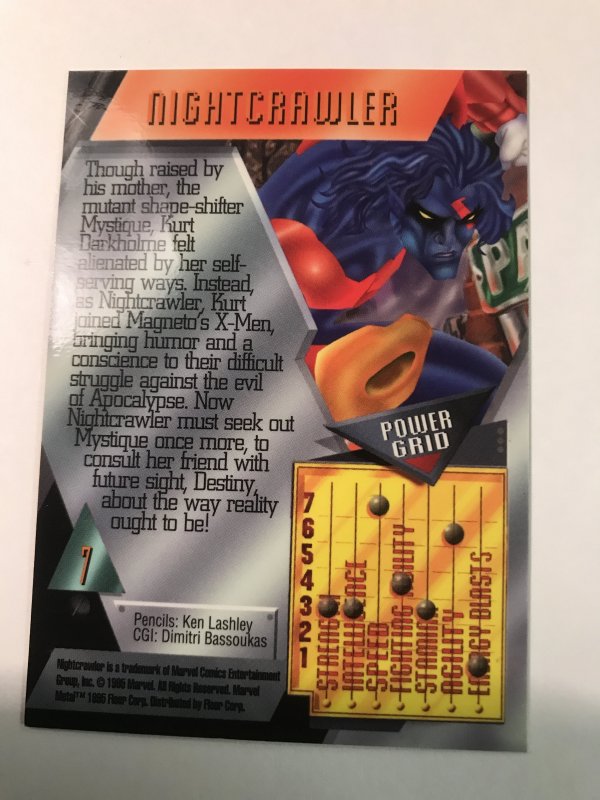 NIGHTCRAWLER
Though raised by
his mother, the
mutant shape-shifter
Mystique, Kurt
Darkholme felt
alienated by her self-
serving ways. Instead,
as Nightcrawler, Kurt
joined Magneto's X-Men,
bringing humor and a
conscience to their difficult
struggle against the evil
of Apocalypse. Now
Nightcrawler must seek out
Mystique once more, to
consult her friend with
future sight, Destiny,
about the way reality
ought to be!
SPA
POWER
GRID
7
6
5
4
3
2
1
STRENGTH
INTELLIGENCE
SPEED
FIGHTING ABILITY
STAMINA
AGILITY
ENERGY BLASTS
7
Pencils: Ken Lashley
CGI: Dimitri Bassoukas
Nightcrawler is a trademark of Marvel Comics Entertainment
Group, Inc. © 1995 Marvel. All Rights Reserved. Marvel
Metal™ 1995 Fleer Corp. Distributed by Fleer Corp.